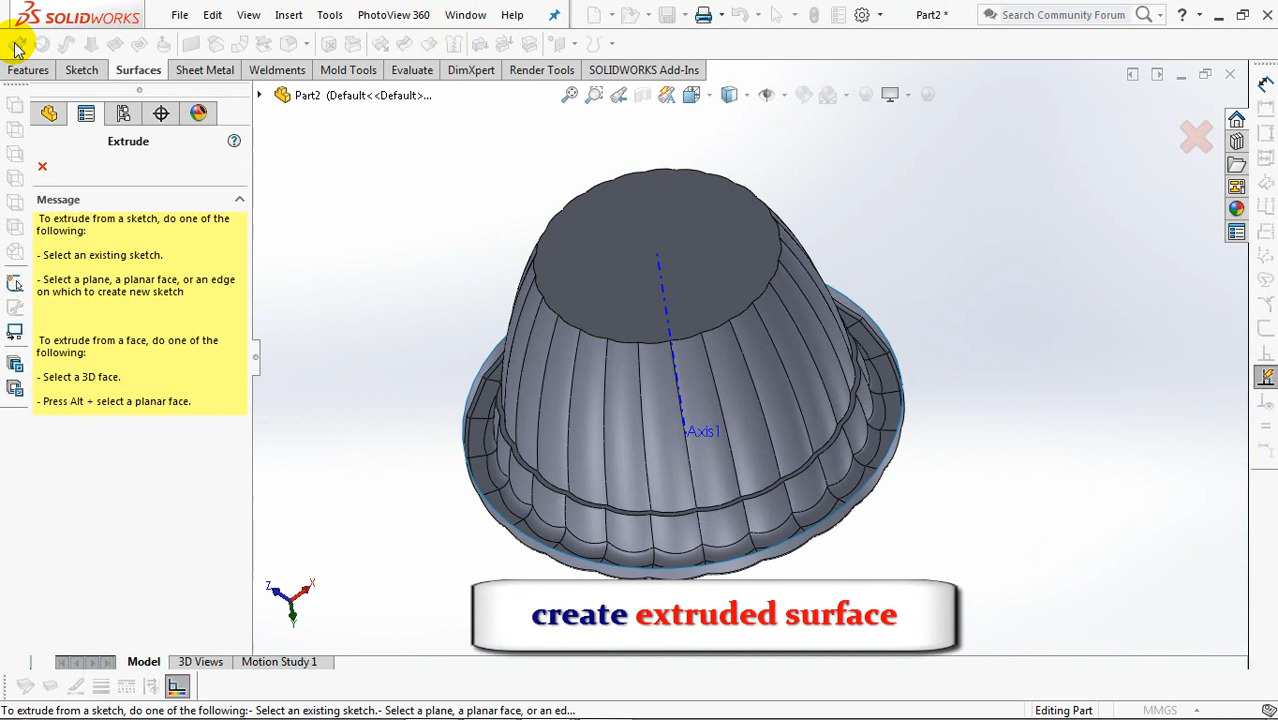 SOLIDWORKS
File Edit View Insert Tools PhotoView 360 Window Help
Part2 *
Search Community Forum
?
Features Sketch Surfaces Sheet Metal Weldments Mold Tools Evaluate DimXpert Render Tools SOLIDWORKS Add-Ins
Part2 (Default<<Default>...
Extrude
?
Message
To extrude from a sketch, do one of the
following:
- Select an existing sketch.
- Select a plane, a planar face, or an edge
on which to create new sketch
To extrude from a face, do one of the
following:
- Select a 3D face.
- Press Alt + select a planar face.
Axis1
Z X
Y
create extruded surface
Model 3D Views Motion Study 1
To extrude from a sketch, do one of the following:- Select an existing sketch.- Select a plane, a planar face, or an ed...
Editing Part
MMGS